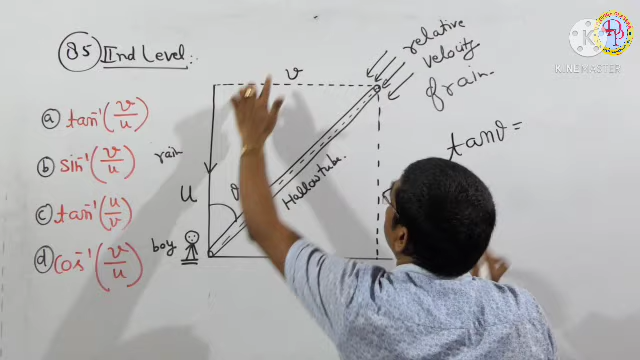 85 IInd Level.
v
relative
velocity
of rain.
a tan⁻¹(v/u)
b sin⁻¹(v/u)
c tan⁻¹(u/v)
d cos⁻¹(v/u)
rain
u
θ
Hallow tube.
boy
tanθ=
K
KINEMASTER